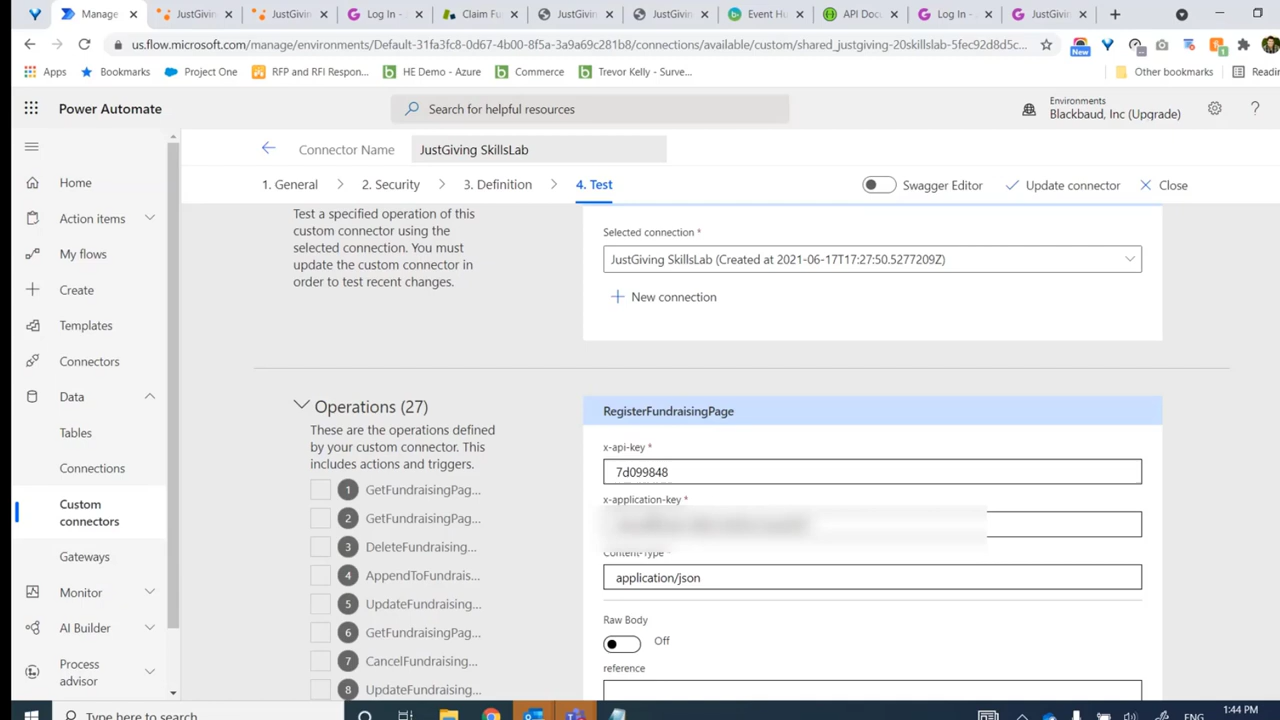 Manage
JustGiving
JustGiving
Log In -
Claim Fu
JustGiving
JustGiving
Event Hu
API Docu
Log In -
JustGiving
us.flow.microsoft.com/manage/environments/Default-31fa3fc8-0d67-4b00-8f5a-3a9a69c281b8/connections/available/custom/shared_justgiving-20skillslab-5fec92d8d5c...
New
1
Apps
Bookmarks
Project One
RFP and RFI Respon...
HE Demo - Azure
Commerce
Trevor Kelly - Surve...
Other bookmarks
Power Automate
Search for helpful resources
Environments
Blackbaud, Inc (Upgrade)
?
Connector Name
JustGiving SkillsLab
1. General
2. Security
3. Definition
4. Test
Swagger Editor
Update connector
Close
Home
Action items
My flows
Create
Templates
Connectors
Data
Tables
Connections
Custom
connectors
Gateways
Monitor
AI Builder
Process
advisor
Test a specified operation of this
custom connector using the
selected connection. You must
update the custom connector in
order to test recent changes.
Selected connection *
JustGiving SkillsLab (Created at 2021-06-17T17:27:50.5277209Z)
New connection
Operations (27)
These are the operations defined
by your custom connector. This
includes actions and triggers.
1 GetFundraisingPag...
2 GetFundraisingPag...
3 DeleteFundraising...
4 AppendToFundrais...
5 UpdateFundraising...
6 GetFundraisingPag...
7 CancelFundraising...
8 UpdateFundraising...
RegisterFundraisingPage
x-api-key *
7d099848
x-application-key *
Content-Type
application/json
Raw Body
Off
reference
Type here to search
ENG
1:44 PM